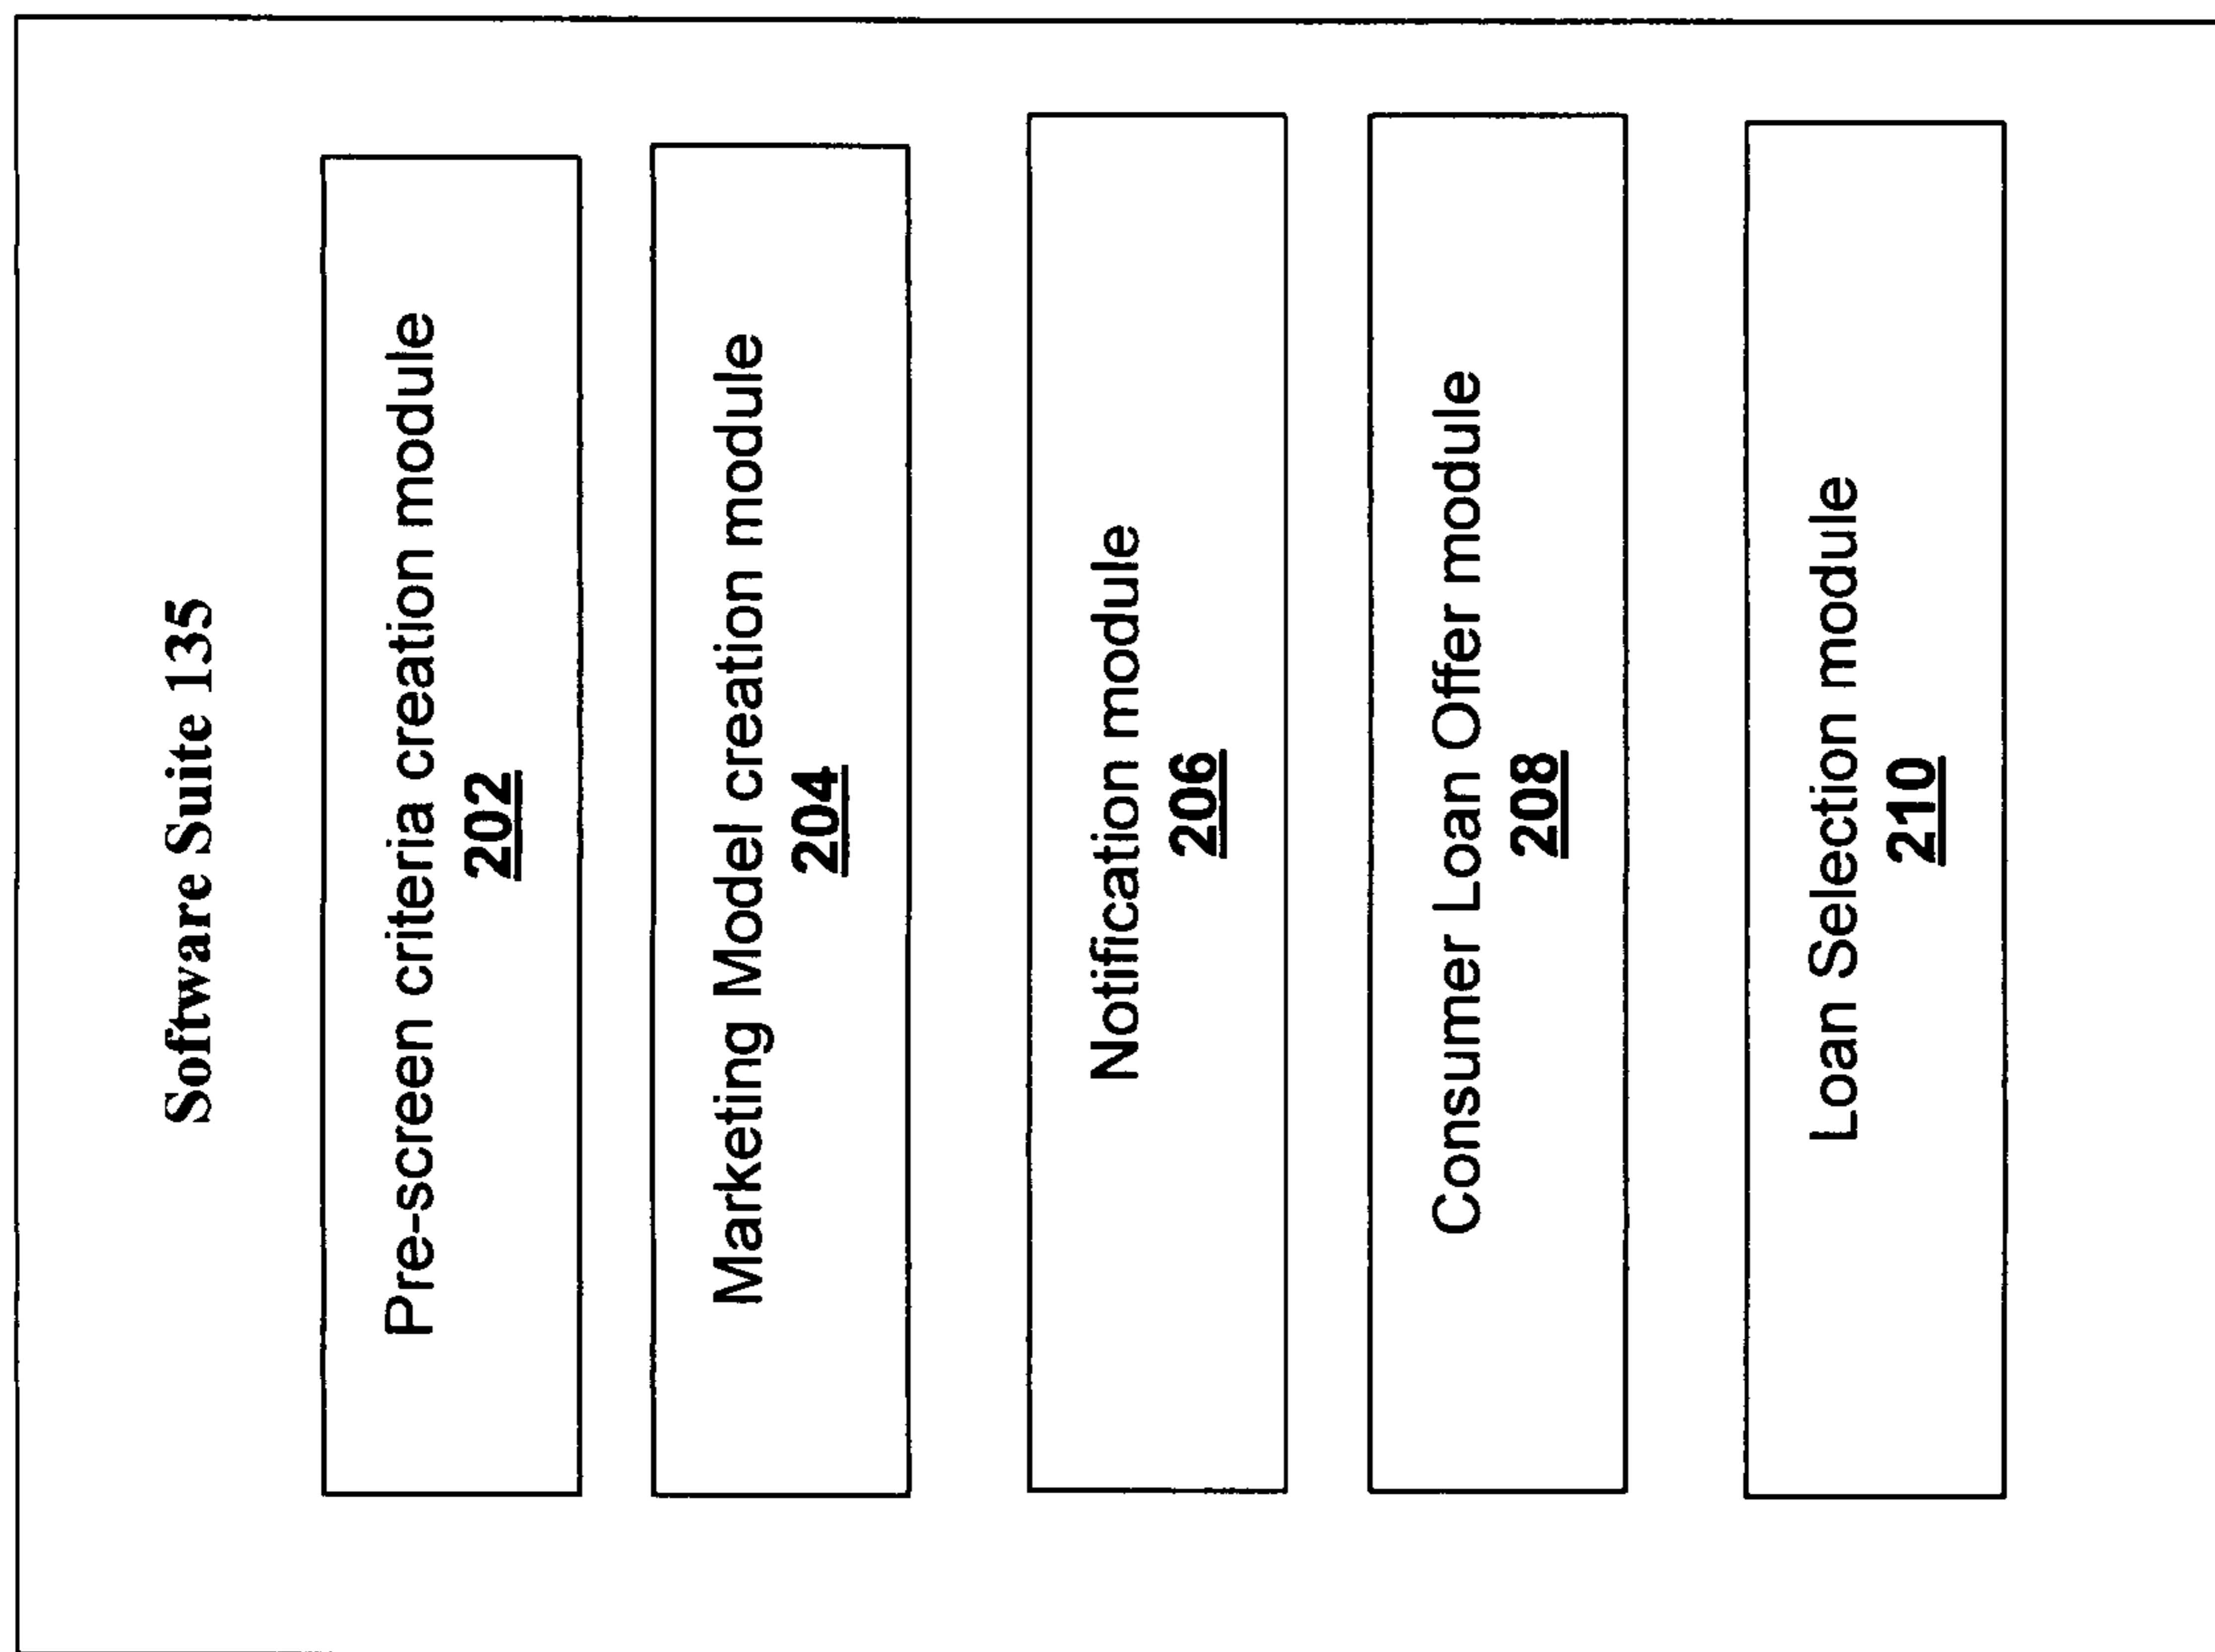 Software Suite 135
Pre-screen criteria creation module
202
Marketing Model creation module
204
Notification module
206
Consumer Loan Offer module
208
Loan Selection module
210